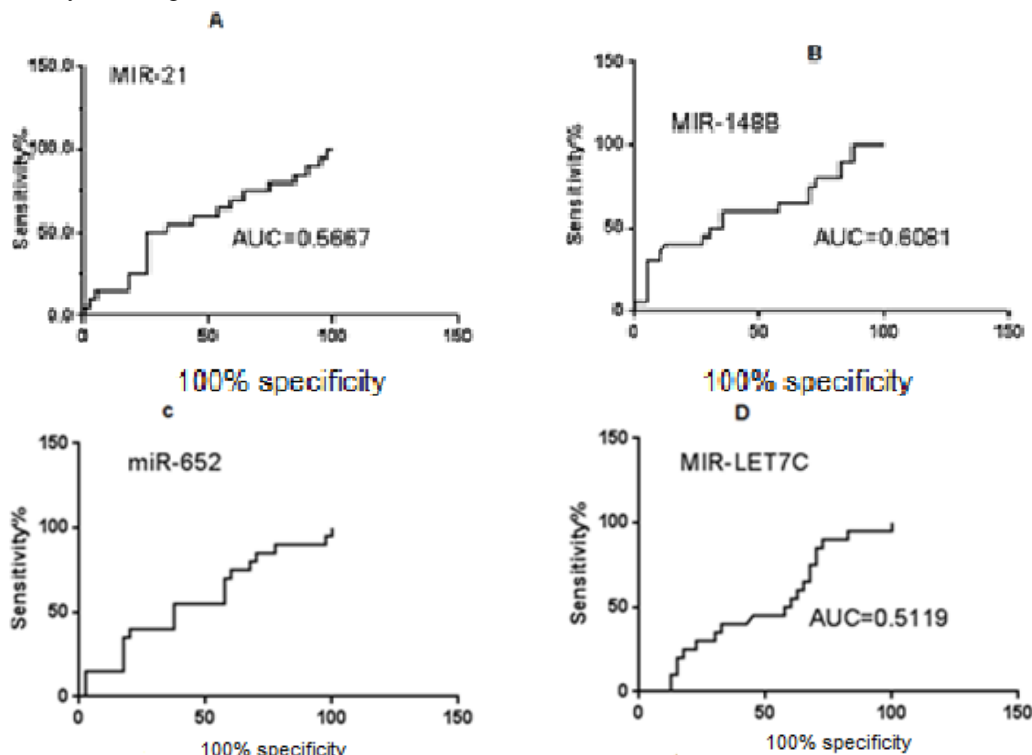 A
MIR-21
Sensitivity%
150.0
100.0
50.0
0.0
0
50
100
150
AUC=0.5667
100% specificity
B
MIR-148B
Sensitivity%
150
100
50
0
0
50
100
150
AUC=0.6081
100% specificity
c
miR-652
Sensitivity%
150
100
50
0
0
50
100
150
100% specificity
D
MIR-LET7C
Sensitivity%
150
100
50
0
0
50
100
150
AUC=0.5119
100% specificity